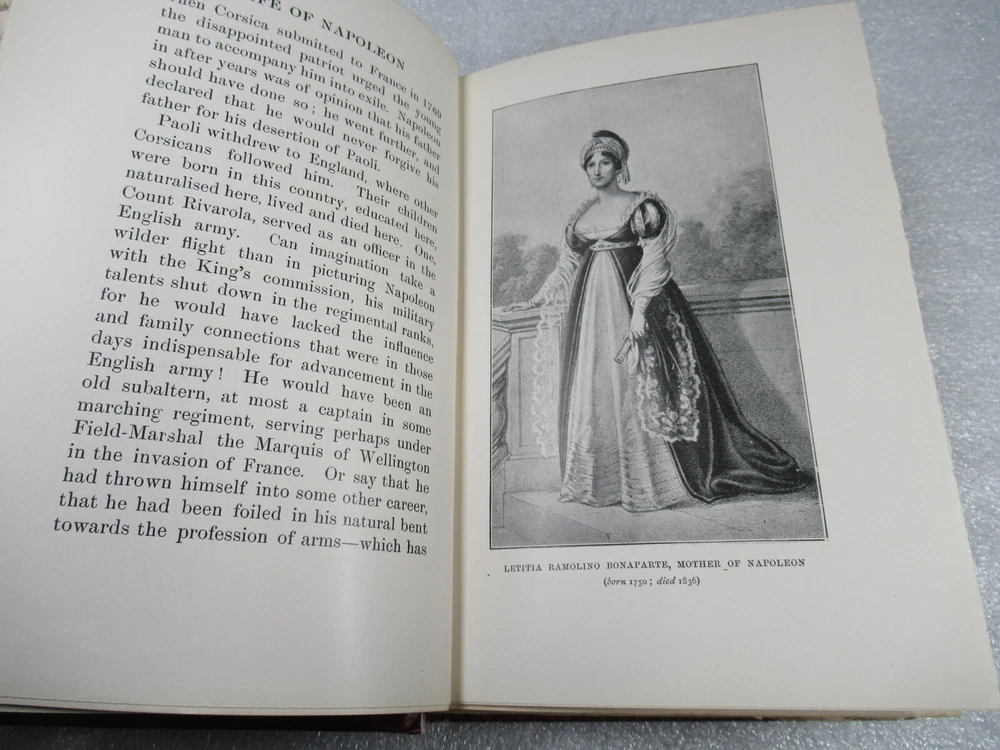 IFE OF NAPOLEON
when Corsica submitted to France in 1769
the disappointed patriot urged the young
man to accompany him into exile. Napoleon
in after years was of opinion that his father
should have done so; he went further, and
declared that he would never forgive his
father for his desertion of Paoli.
Paoli withdrew to England, where other
Corsicans followed him. Their children
were born in this country, educated here,
naturalised here, lived and died here. One,
Count Rivarola, served as an officer in the
English army. Can imagination take a
wilder flight than in picturing Napoleon
with the King's commission, his military
talents shut down in the regimental ranks,
for he would have lacked the influence
and family connections that were in those
days indispensable for advancement in the
English army! He would have been an
old subaltern, at most a captain in some
marching regiment, serving perhaps under
Field-Marshal the Marquis of Wellington
in the invasion of France. Or say that he
had thrown himself into some other career,
that he had been foiled in his natural bent
towards the profession of arms—which has
LETITIA RAMOLINO BONAPARTE, MOTHER OF NAPOLEON
(born 1750; died 1836)